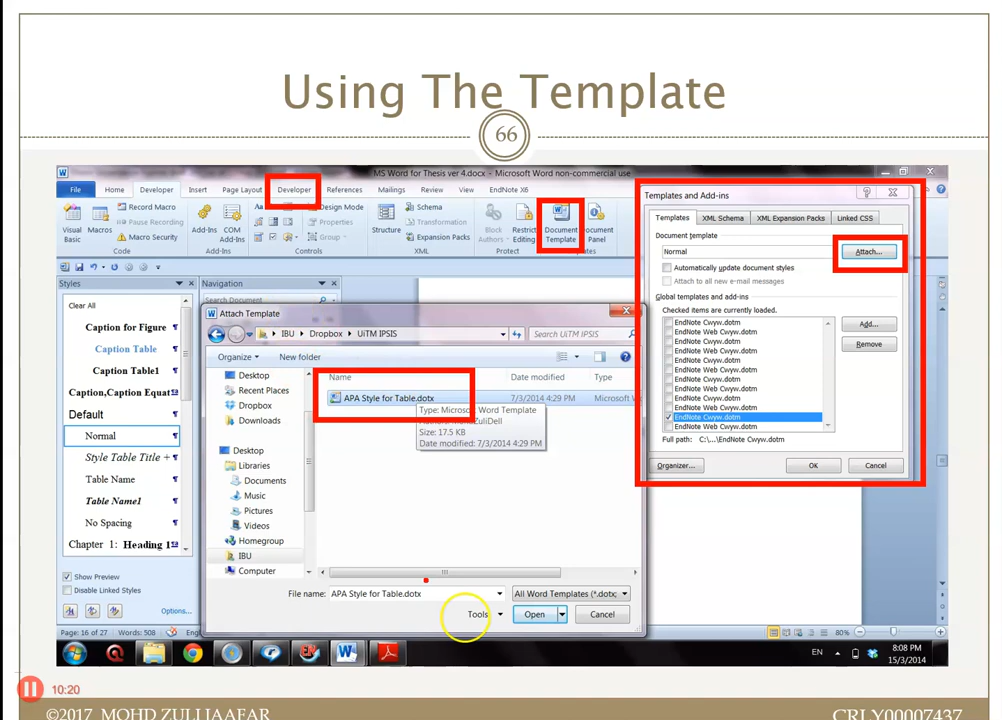 Using The Template
66
MS Word for Thesis ver 4.docx - Microsoft Word non-commercial use
File Home Developer Insert Page Layout Developer References Mailings Review View EndNote X6
Visual Basic
Macros
Record Macro
Pause Recording
Macro Security
Code
Add-Ins
COM Add-Ins
Add-Ins
Aa
Design Mode
Properties
Group
Controls
Structure
Schema
Transformation
Expansion Packs
XML
Block Authors
Restrict Editing
Protect
Document Template
Document Panel
Styles
Clear All
Caption for Figure
Caption Table
Caption Table1
Caption,Caption Equat
Default
Normal
Style Table Title +
Table Name
Table Name1
No Spacing
Chapter 1: Heading 1
Show Preview
Disable Linked Styles
Options...
Navigation
Search Document
Attach Template
IBU Dropbox UiTM IPSIS
Search UiTM IPSIS
Organize New folder
Desktop
Recent Places
Dropbox
Downloads
Desktop
Libraries
Documents
Music
Pictures
Videos
Homegroup
IBU
Computer
Name Date modified Type
APA Style for Table.dotx 7/3/2014 4:29 PM
Type: Microsoft Word Template
Size: 17.5 KB
Date modified: 7/3/2014 4:29 PM
File name: APA Style for Table.dotx
All Word Templates (*.dotx;
Tools Open Cancel
Templates and Add-ins
Templates XML Schema XML Expansion Packs Linked CSS
Document template
Normal
Attach...
Automatically update document styles
Attach to all new e-mail messages
Global templates and add-ins
Checked items are currently loaded.
EndNote Cwyw.dotm
EndNote Web Cwyw.dotm
EndNote Cwyw.dotm
EndNote Web Cwyw.dotm
EndNote Cwyw.dotm
EndNote Web Cwyw.dotm
EndNote Cwyw.dotm
EndNote Web Cwyw.dotm
EndNote Cwyw.dotm
EndNote Web Cwyw.dotm
EndNote Cwyw.dotm
EndNote Web Cwyw.dotm
Add...
Remove
Full path: C:\...\EndNote Cwyw.dotm
Organizer... OK Cancel
Page: 16 of 27 Words: 508
80%
EN
8:08 PM
15/3/2014
10:20
©2017 MOHD ZULI JAAFAR
CRLY00007437